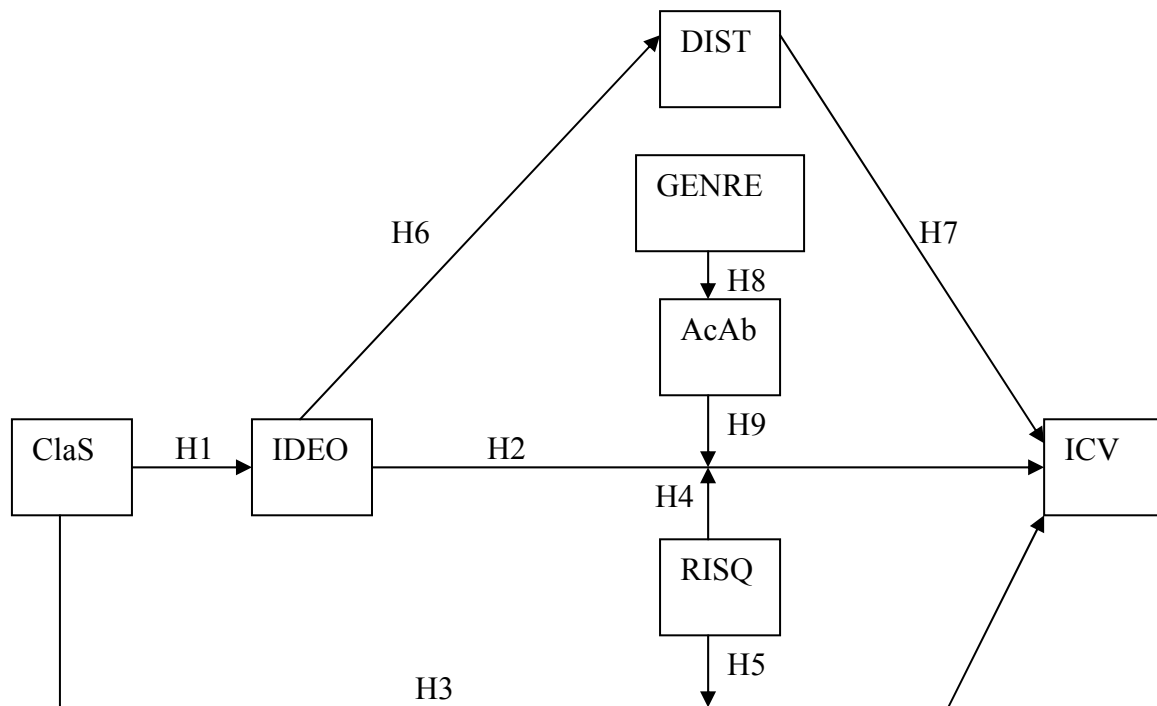 DIST
GENRE
H6
H7
H8
AcAb
H9
ClaS
H1
IDEO
H2
ICV
H4
RISQ
H5
H3